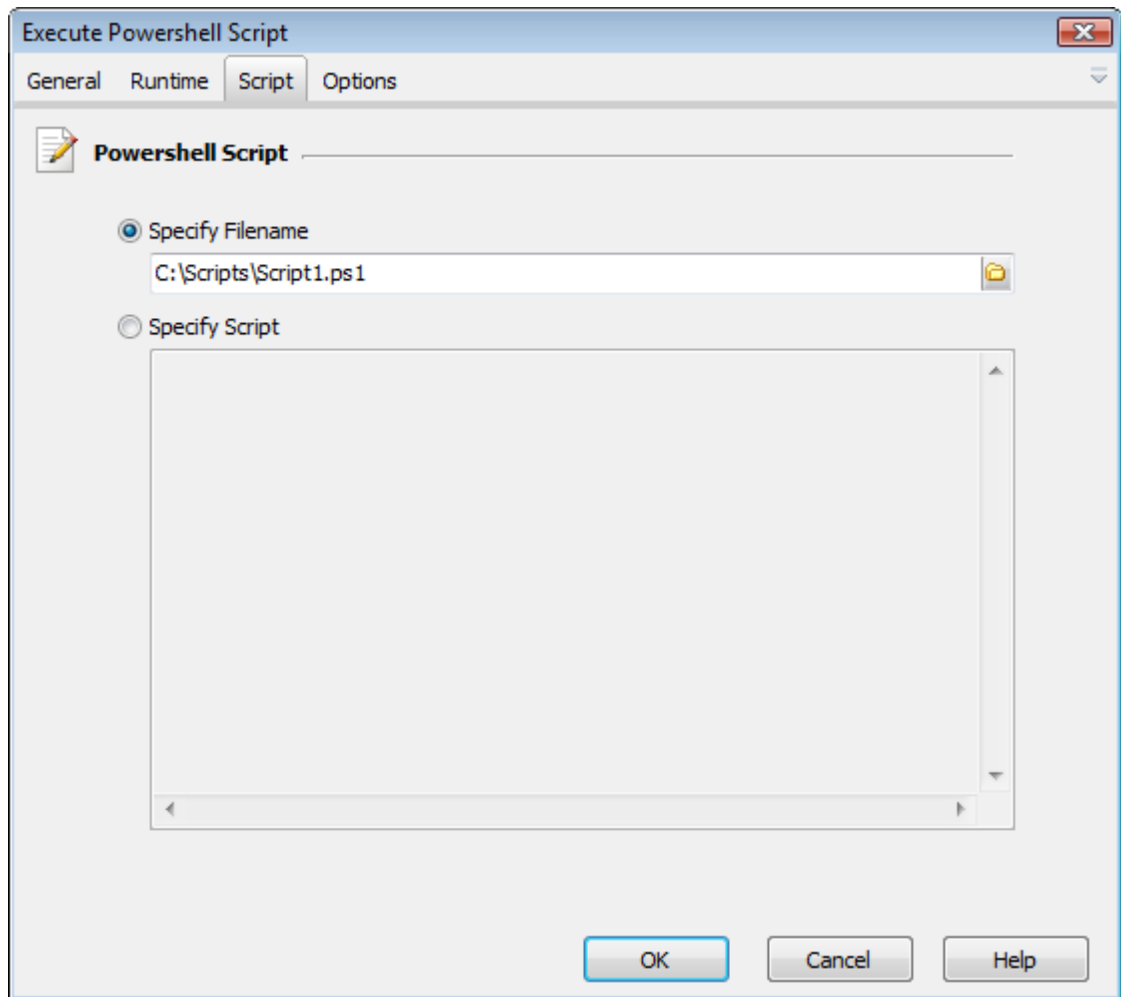 Execute Powershell Script
General Runtime Script Options
Powershell Script
Specify Filename
C:\Scripts\Script1.ps1
Specify Script
OK Cancel Help